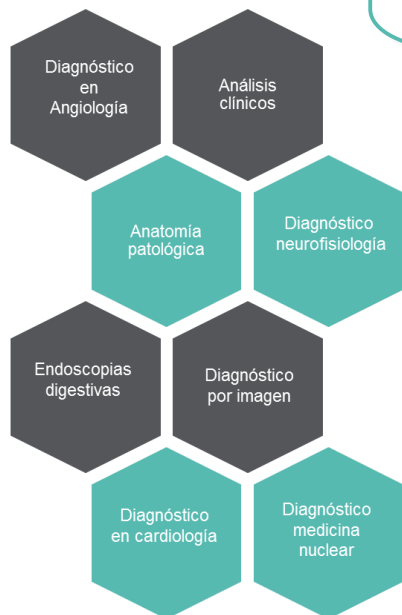 Diagnóstico
en
Angiología
Análisis
clínicos
Anatomía
patológica
Diagnóstico
neurofisiología
Endoscopias
digestivas
Diagnóstico
por imagen
Diagnóstico
en cardiología
Diagnóstico
medicina
nuclear